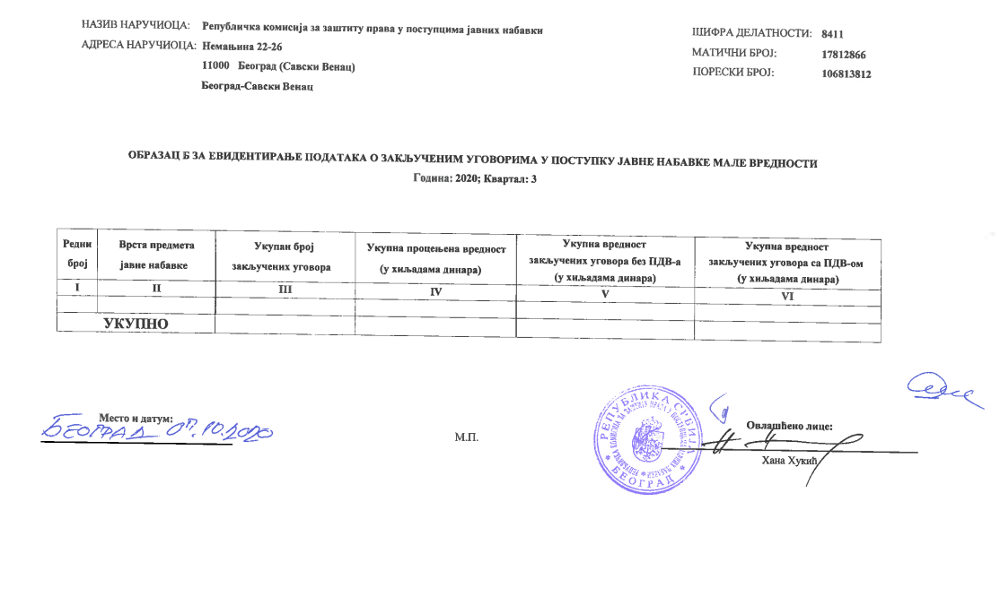 НАЗИВ НАРУЧИОЦА: Републичка комисија за заштиту права у поступцима јавних набавки
АДРЕСА НАРУЧИОЦА: Немањина 22-26
11000 Београд (Савски Венац)
Београд-Савски Венац
ШИФРА ДЕЛАТНОСТИ: 8411
МАТИЧНИ БРОЈ: 17812866
ПОРЕСКИ БРОЈ: 106813812
ОБРАЗАЦ Б ЗА ЕВИДЕНТИРАЊЕ ПОДАТАКА О ЗАКЉУЧЕНИМ УГОВОРИМА У ПОСТУПКУ ЈАВНЕ НАБАВКЕ МАЛЕ ВРЕДНОСТИ
Година: 2020; Квартал: 3
Редни
број
Врста предмета
јавне набавке
Укупан број
закључених уговора
Укупна процењена вредност
(у хиљадама динара)
Укупна вредност
закључених уговора без ПДВ-а
(у хиљадама динара)
Укупна вредност
закључених уговора са ПДВ-ом
(у хиљадама динара)
I II III IV V VI
УКУПНО
Место и датум:
БЕОГРАД 07.10.2020
М.П.
РЕПУБЛИКА СРБИЈА
БЕОГРАД
Овлашћено лице:
Хана Хукић